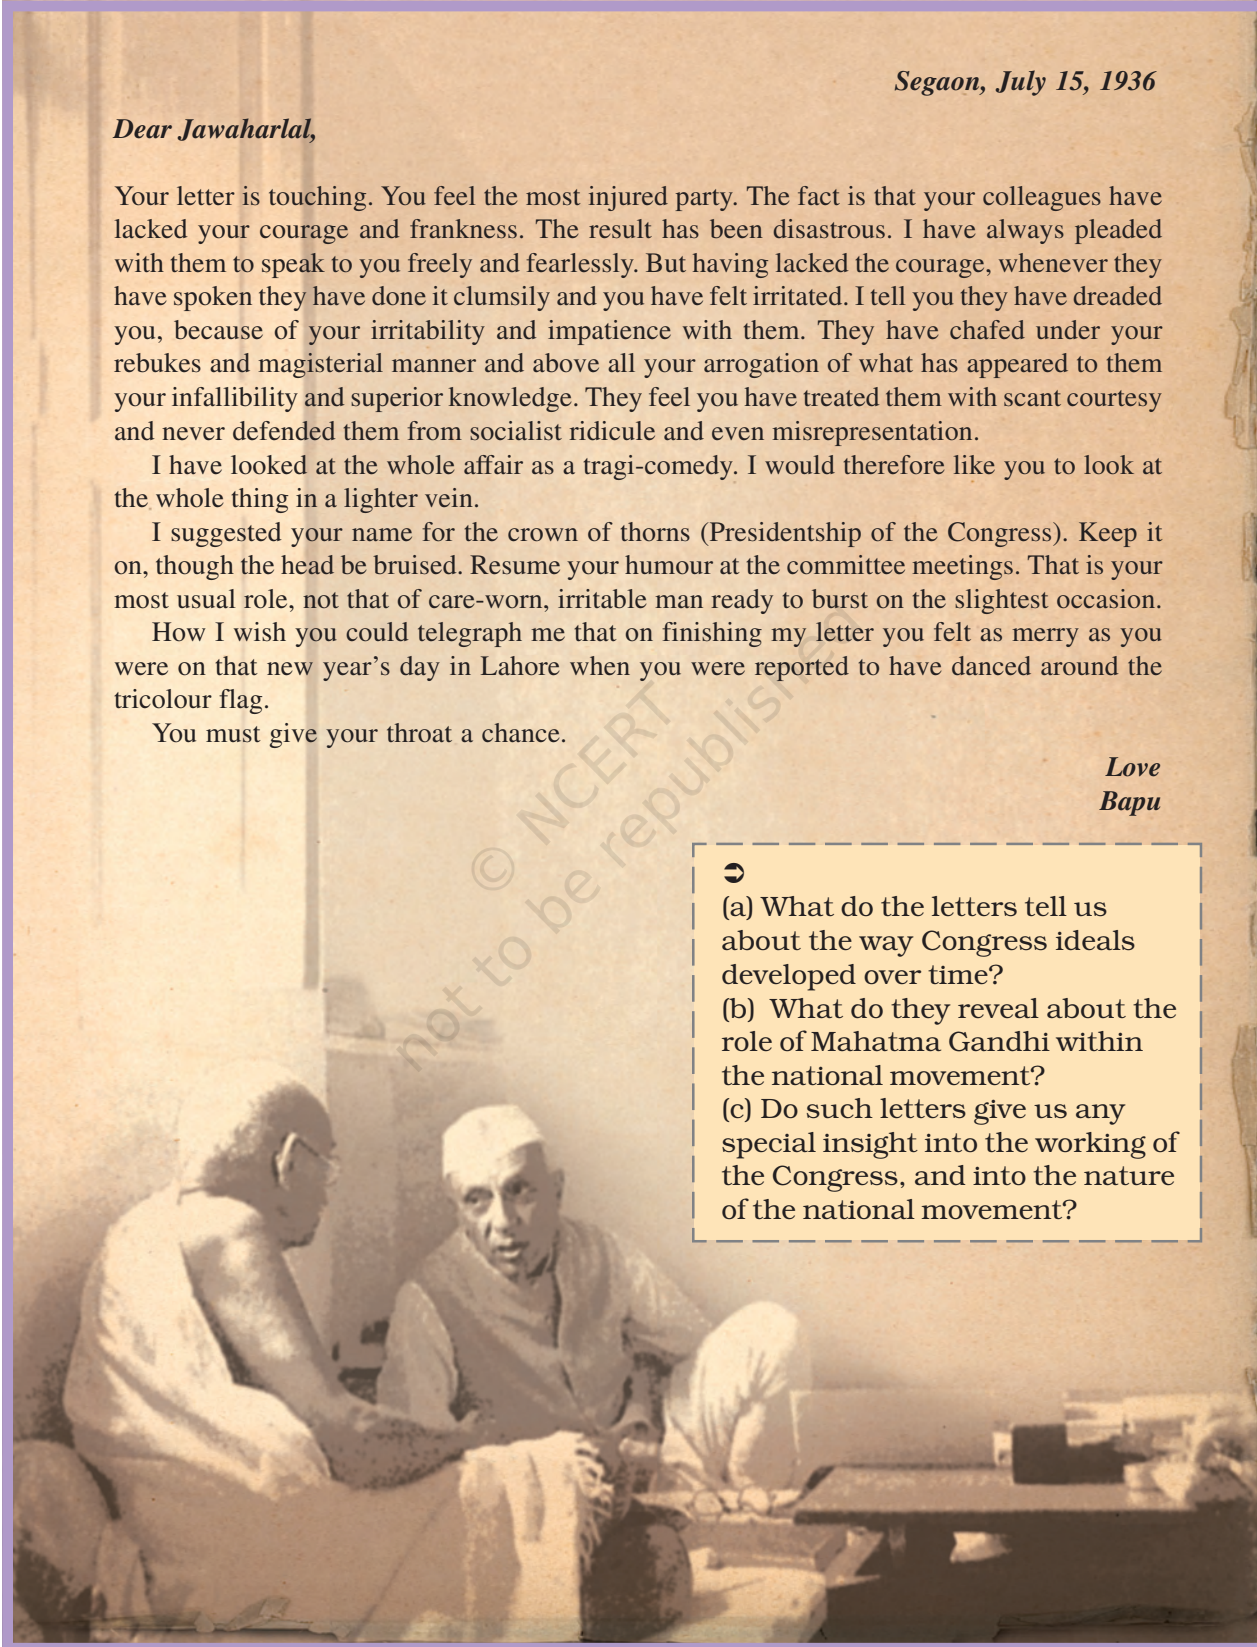 Segaon, July 15, 1936
Dear Jawaharlal,
Your letter is touching. You feel the most injured party. The fact is that your colleagues have
lacked your courage and frankness. The result has been disastrous. I have always pleaded
with them to speak to you freely and fearlessly. But having lacked the courage, whenever they
have spoken they have done it clumsily and you have felt irritated. I tell you they have dreaded
you, because of your irritability and impatience with them. They have chafed under your
rebukes and magisterial manner and above all your arrogation of what has appeared to them
your infallibility and superior knowledge. They feel you have treated them with scant courtesy
and never defended them from socialist ridicule and even misrepresentation.
I have looked at the whole affair as a tragi-comedy. I would therefore like you to look at
the whole thing in a lighter vein.
I suggested your name for the crown of thorns (Presidentship of the Congress). Keep it
on, though the head be bruised. Resume your humour at the committee meetings. That is your
most usual role, not that of care-worn, irritable man ready to burst on the slightest occasion.
How I wish you could telegraph me that on finishing my letter you felt as merry as you
were on that new year's day in Lahore when you were reported to have danced around the
tricolour flag.
You must give your throat a chance.
Love
Bapu
© NCERT
not to be republished
➲
(a) What do the letters tell us
about the way Congress ideals
developed over time?
(b) What do they reveal about the
role of Mahatma Gandhi within
the national movement?
(c) Do such letters give us any
special insight into the working of
the Congress, and into the nature
of the national movement?